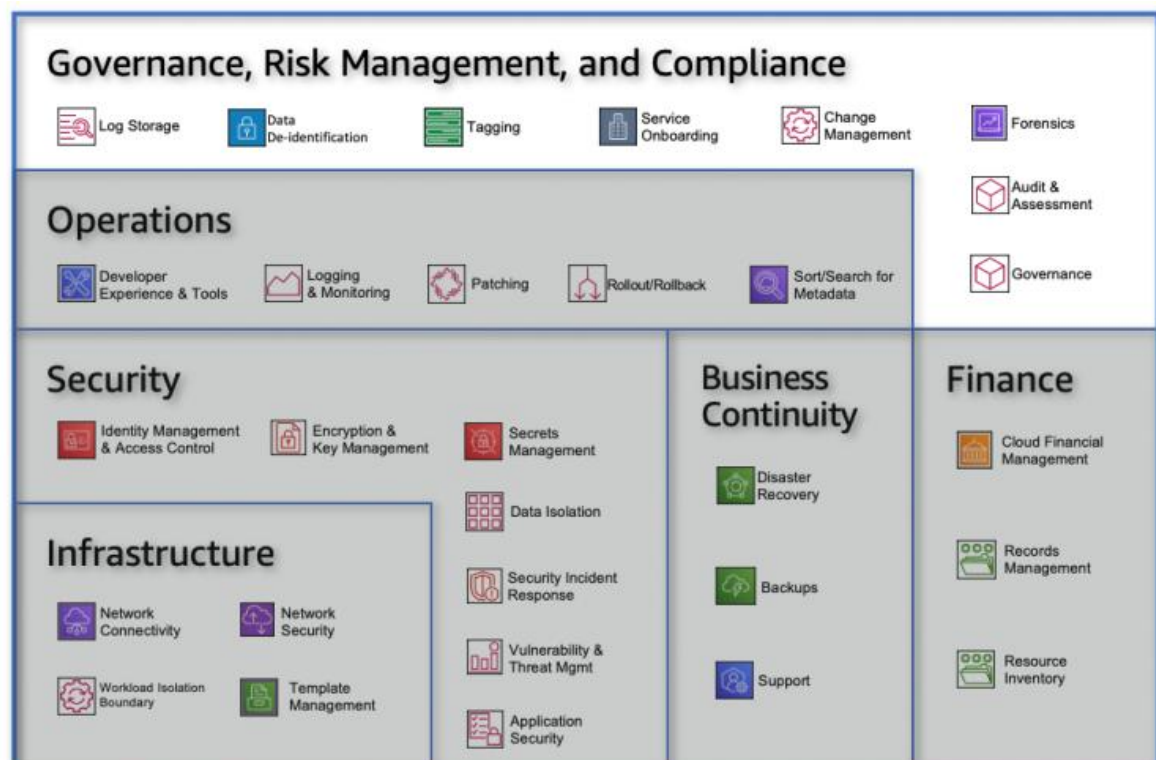 Governance, Risk Management, and Compliance
Log Storage
Data
De-identification
Tagging
Service
Onboarding
Change
Management
Forensics
Audit &
Assessment
Governance
Operations
Developer
Experience & Tools
Logging
& Monitoring
Patching
Rollout/Rollback
Sort/Search for
Metadata
Security
Identity Management
& Access Control
Encryption &
Key Management
Secrets
Management
Data Isolation
Security Incident
Response
Vulnerability &
Threat Mgmt
Application
Security
Infrastructure
Network
Connectivity
Network
Security
Workload Isolation
Boundary
Template
Management
Business
Continuity
Disaster
Recovery
Backups
Support
Finance
Cloud Financial
Management
Records
Management
Resource
Inventory